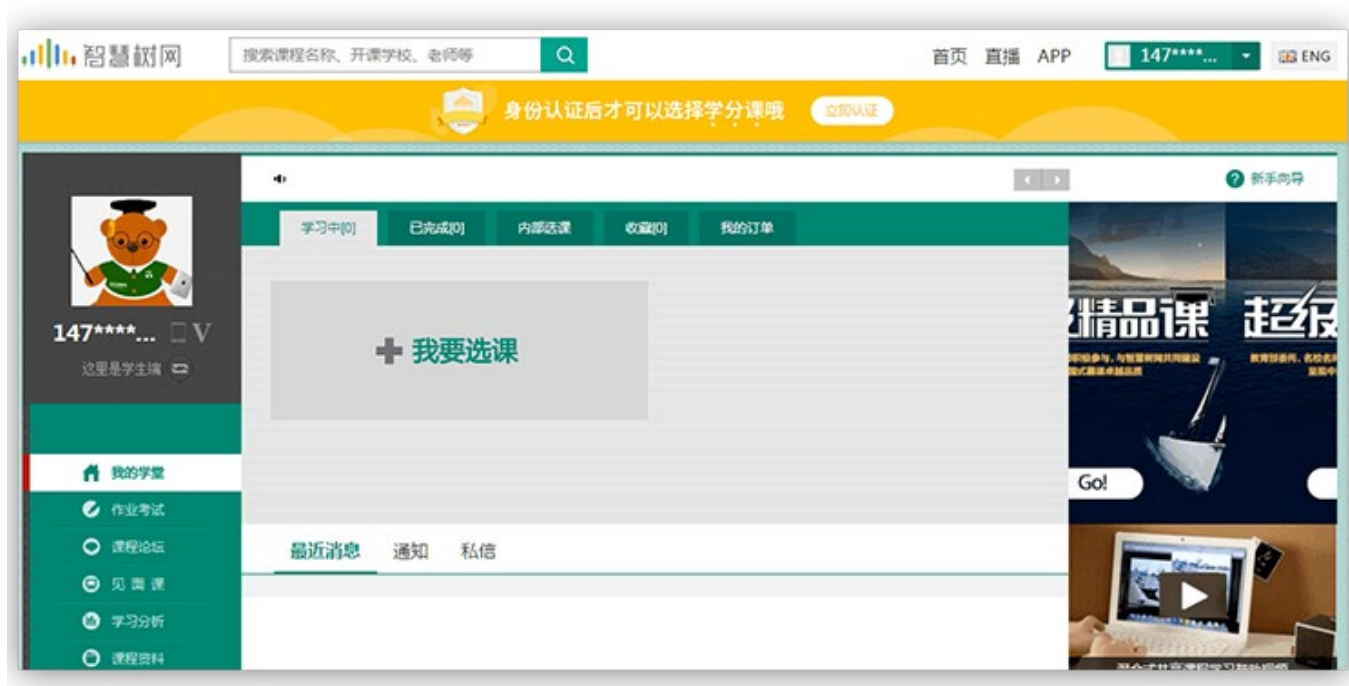 智慧树网
搜索课程名称、开课学校、老师等
首页 直播 APP 147****... ENG
身份认证后才可以选择学分课哦 立即认证
新手向导
学习中[0] 已完成[0] 内部选课 收藏[0] 我的订单
147****... V
这里是学生端
我要选课
精品课 超级
Go!
我的学堂
作业考试
课程论坛
见面课
学习分析
课程资料
最近消息 通知 私信